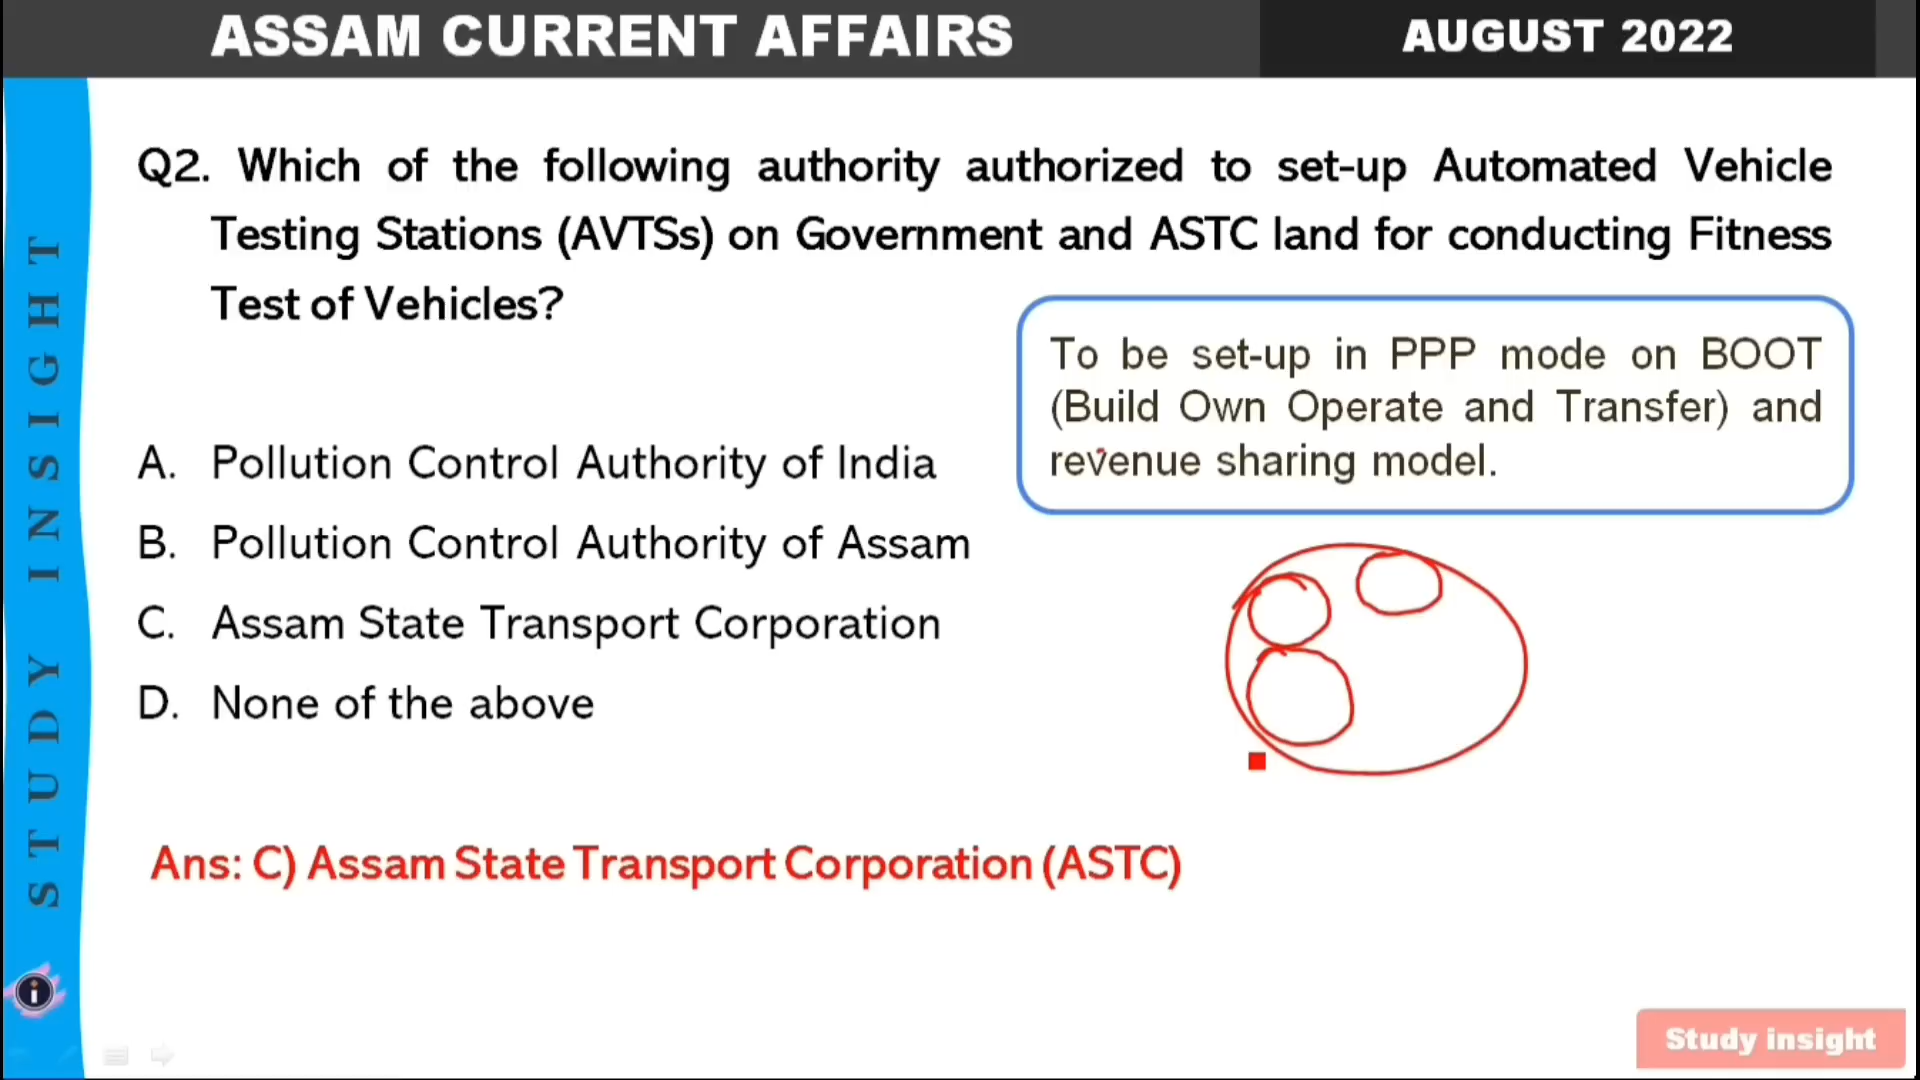 ASSAM CURRENT AFFAIRS
AUGUST 2022
Q2. Which of the following authority authorized to set-up Automated Vehicle
Testing Stations (AVTSs) on Government and ASTC land for conducting Fitness
Test of Vehicles?
To be set-up in PPP mode on BOOT
(Build Own Operate and Transfer) and
revenue sharing model.
A. Pollution Control Authority of India
B. Pollution Control Authority of Assam
C. Assam State Transport Corporation
D. None of the above
Ans: C) Assam State Transport Corporation (ASTC)
STUDY INSIGHT
i
Study insight